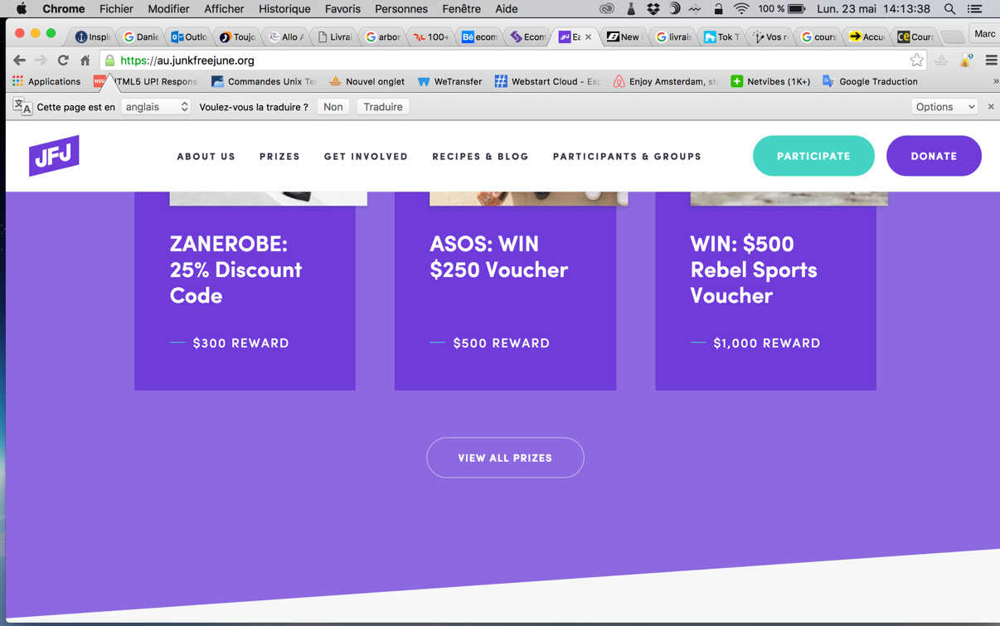 Chrome Fichier Modifier Afficher Historique Favoris Personnes Fenêtre Aide 100 % Lun. 23 mai 14:13:38
Inspi Danie Outlo Toujo Allo A Livrai arbor 100+ ecom Ecom Ea New livrais Tok T Vos r cours Accu Cours Marc
https://au.junkfreejune.org
Applications HTML5 UP! Respons Commandes Unix Ter Nouvel onglet WeTransfer Webstart Cloud - Esp Enjoy Amsterdam, sta Netvibes (1K+) Google Traduction »
Cette page est en anglais Voulez-vous la traduire ? Non Traduire Options
JFJ ABOUT US PRIZES GET INVOLVED RECIPES & BLOG PARTICIPANTS & GROUPS PARTICIPATE DONATE
ZANEROBE:
25% Discount
Code
— $300 REWARD
ASOS: WIN
$250 Voucher
— $500 REWARD
WIN: $500
Rebel Sports
Voucher
— $1,000 REWARD
VIEW ALL PRIZES